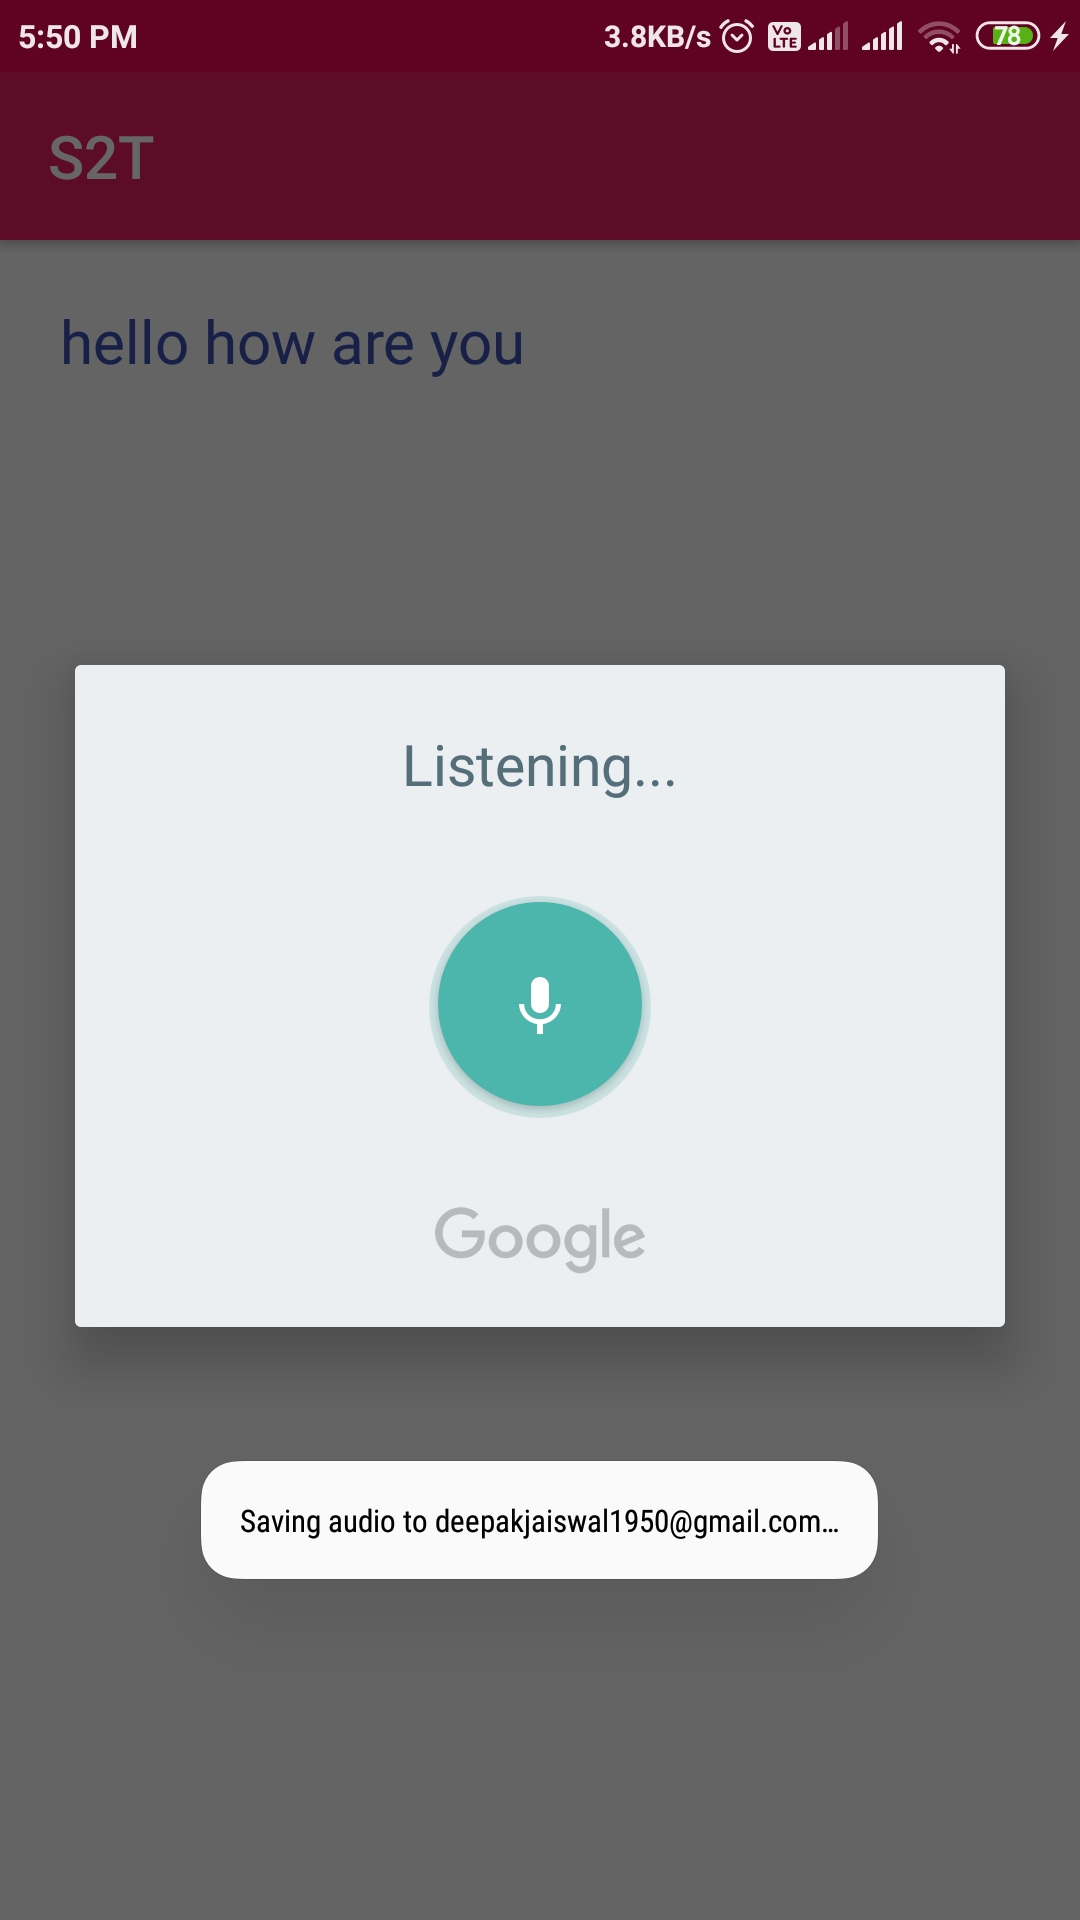 5:50 PM 3.8KB/s Vo LTE 78
S2T
hello how are you
Listening...
Google
Saving audio to deepakjaiswal1950@gmail.com…